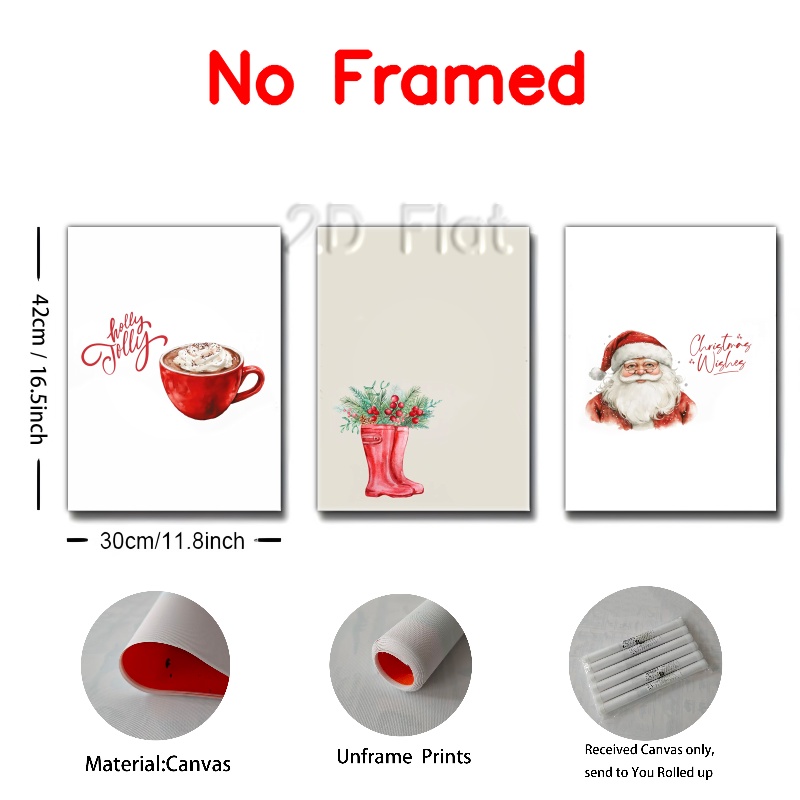 No Framed
2D Flat
42cm / 16.5inch
holly
Jolly
Christmas
Wishes
30cm/11.8inch
Material:Canvas
Unframe Prints
Received Canvas only,
send to You Rolled up